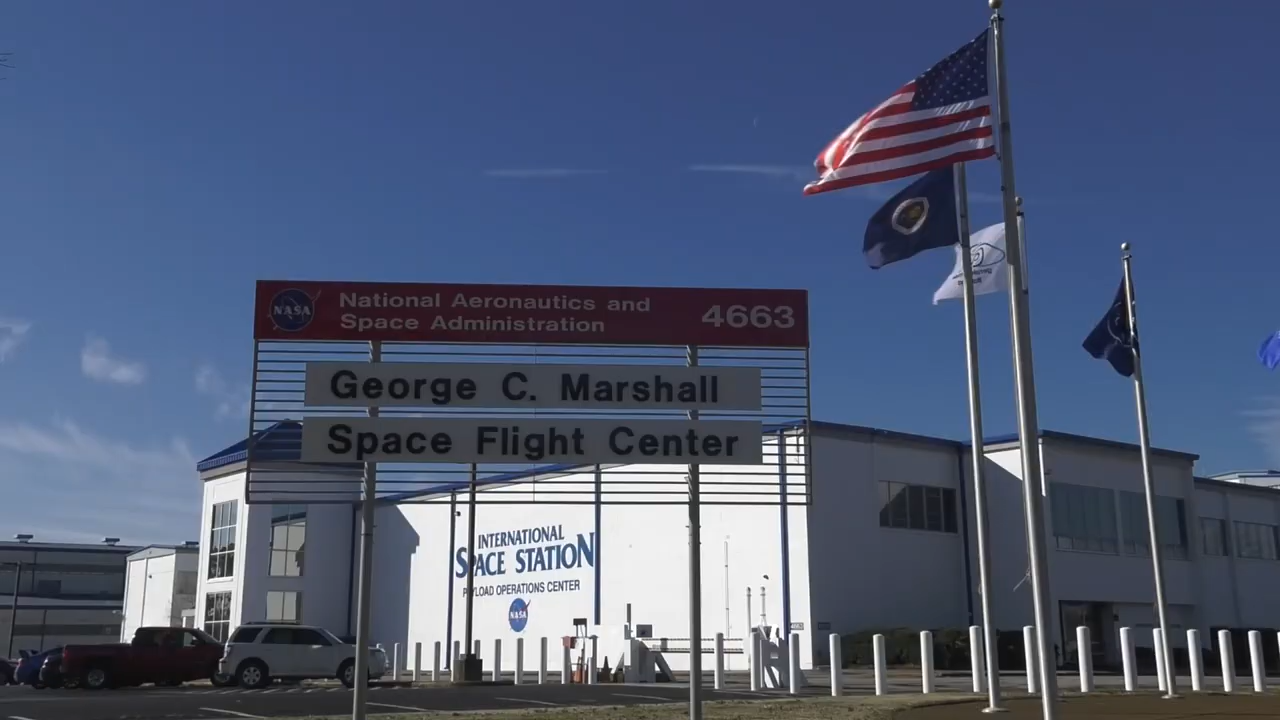 NASA
National Aeronautics and
Space Administration
4663
George C. Marshall
Space Flight Center
INTERNATIONAL
SPACE STATION
PAYLOAD OPERATIONS CENTER
NASA